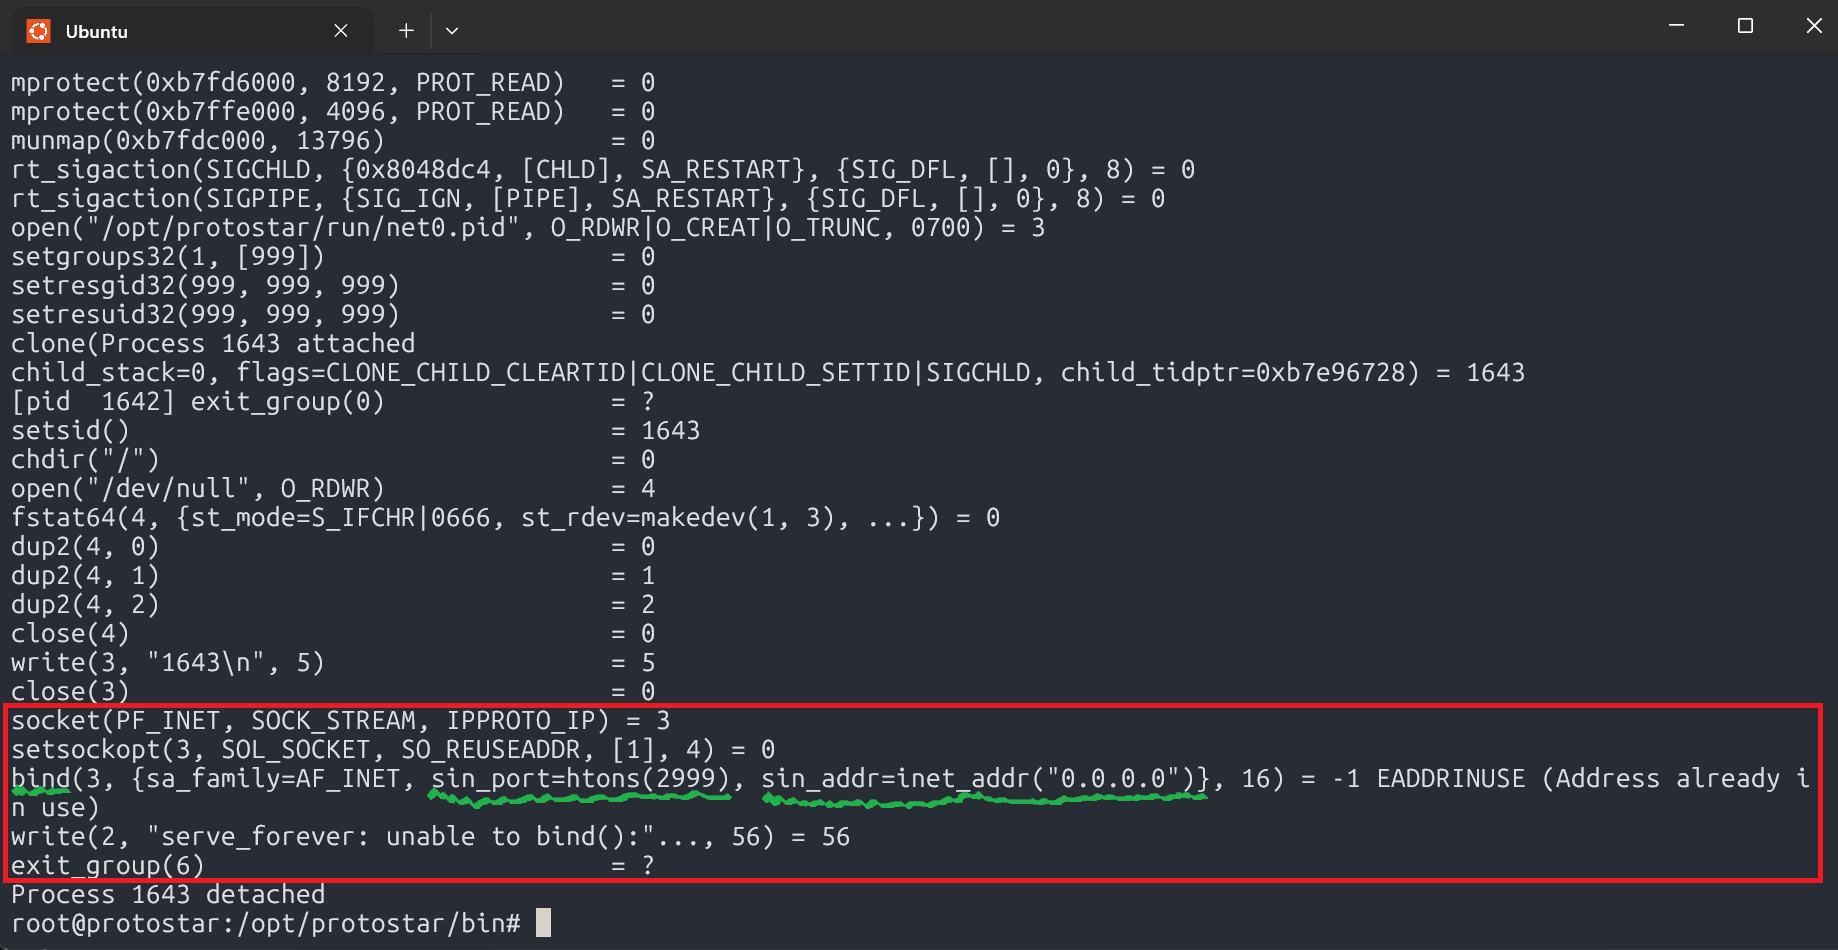 Ubuntu
mprotect(0xb7fd6000, 8192, PROT_READ)   = 0
mprotect(0xb7ffe000, 4096, PROT_READ)   = 0
munmap(0xb7fdc000, 13796)               = 0
rt_sigaction(SIGCHLD, {0x8048dc4, [CHLD], SA_RESTART}, {SIG_DFL, [], 0}, 8) = 0
rt_sigaction(SIGPIPE, {SIG_IGN, [PIPE], SA_RESTART}, {SIG_DFL, [], 0}, 8) = 0
open("/opt/protostar/run/net0.pid", O_RDWR|O_CREAT|O_TRUNC, 0700) = 3
setgroups32(1, [999])                   = 0
setresgid32(999, 999, 999)              = 0
setresuid32(999, 999, 999)              = 0
clone(Process 1643 attached
child_stack=0, flags=CLONE_CHILD_CLEARTID|CLONE_CHILD_SETTID|SIGCHLD, child_tidptr=0xb7e96728) = 1643
[pid  1642] exit_group(0)               = ?
setsid()                                = 1643
chdir("/")                              = 0
open("/dev/null", O_RDWR)               = 4
fstat64(4, {st_mode=S_IFCHR|0666, st_rdev=makedev(1, 3), ...}) = 0
dup2(4, 0)                              = 0
dup2(4, 1)                              = 1
dup2(4, 2)                              = 2
close(4)                                = 0
write(3, "1643\n", 5)                   = 5
close(3)                                = 0
socket(PF_INET, SOCK_STREAM, IPPROTO_IP) = 3
setsockopt(3, SOL_SOCKET, SO_REUSEADDR, [1], 4) = 0
bind(3, {sa_family=AF_INET, sin_port=htons(2999), sin_addr=inet_addr("0.0.0.0")}, 16) = -1 EADDRINUSE (Address already i
n use)
write(2, "serve_forever: unable to bind():"..., 56) = 56
exit_group(6)                           = ?
Process 1643 detached
root@protostar:/opt/protostar/bin#